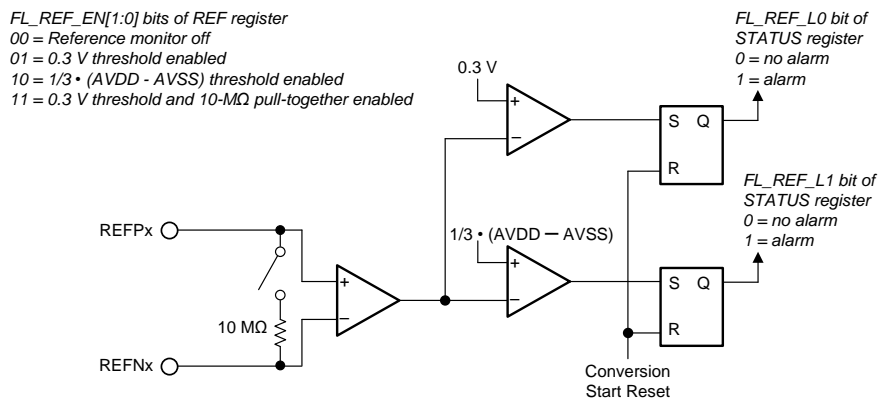 FL_REF_EN[1:0] bits of REF register
00 = Reference monitor off
01 = 0.3 V threshold enabled
10 = 1/3 • (AVDD - AVSS) threshold enabled
11 = 0.3 V threshold and 10-MΩ pull-together enabled
FL_REF_L0 bit of
STATUS register
0 = no alarm
1 = alarm
0.3 V
+
–
S Q
R
FL_REF_L1 bit of
STATUS register
0 = no alarm
1 = alarm
REFPx
1/3 • (AVDD — AVSS)
+
–
S Q
R
+
–
10 MΩ
REFNx
Conversion
Start Reset